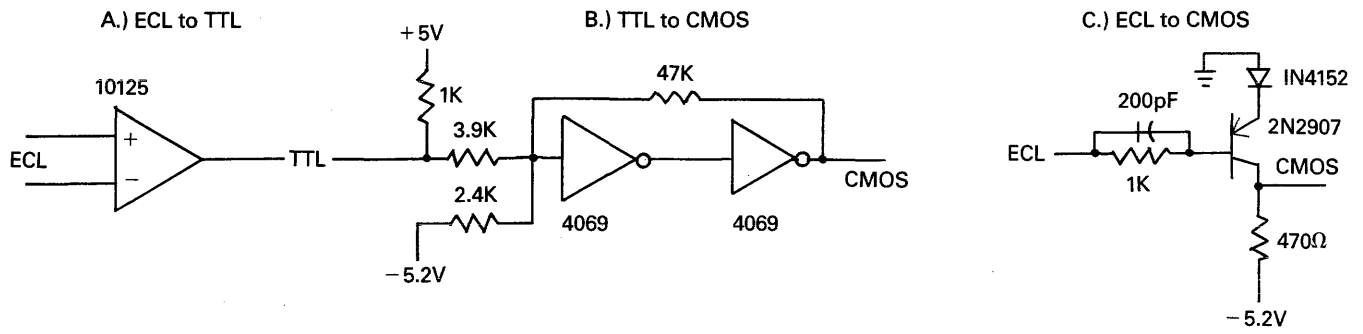 A.) ECL to TTL
10125
+
−
ECL
TTL
B.) TTL to CMOS
+5V
1K
3.9K
2.4K
−5.2V
47K
4069
4069
CMOS
C.) ECL to CMOS
IN4152
200pF
2N2907
ECL
1K
CMOS
470Ω
−5.2V